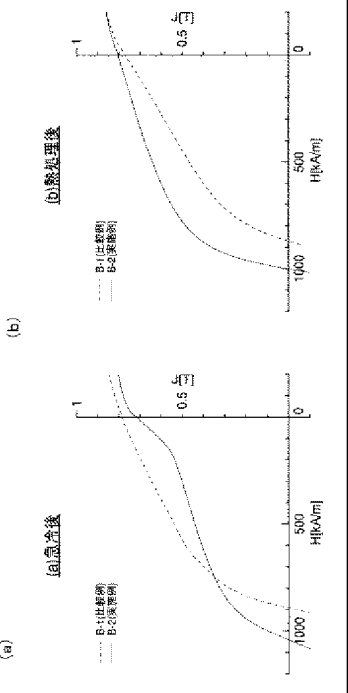 (a)
(a)急冷後
B-1(比較例)
B-2(実施例)
1
0.5
J[T]
1000
500
0
H[kA/m]
(b)
(b)熱処理後
B-1(比較例)
B-2(実施例)
1
0.5
J[T]
1000
500
0
H[kA/m]